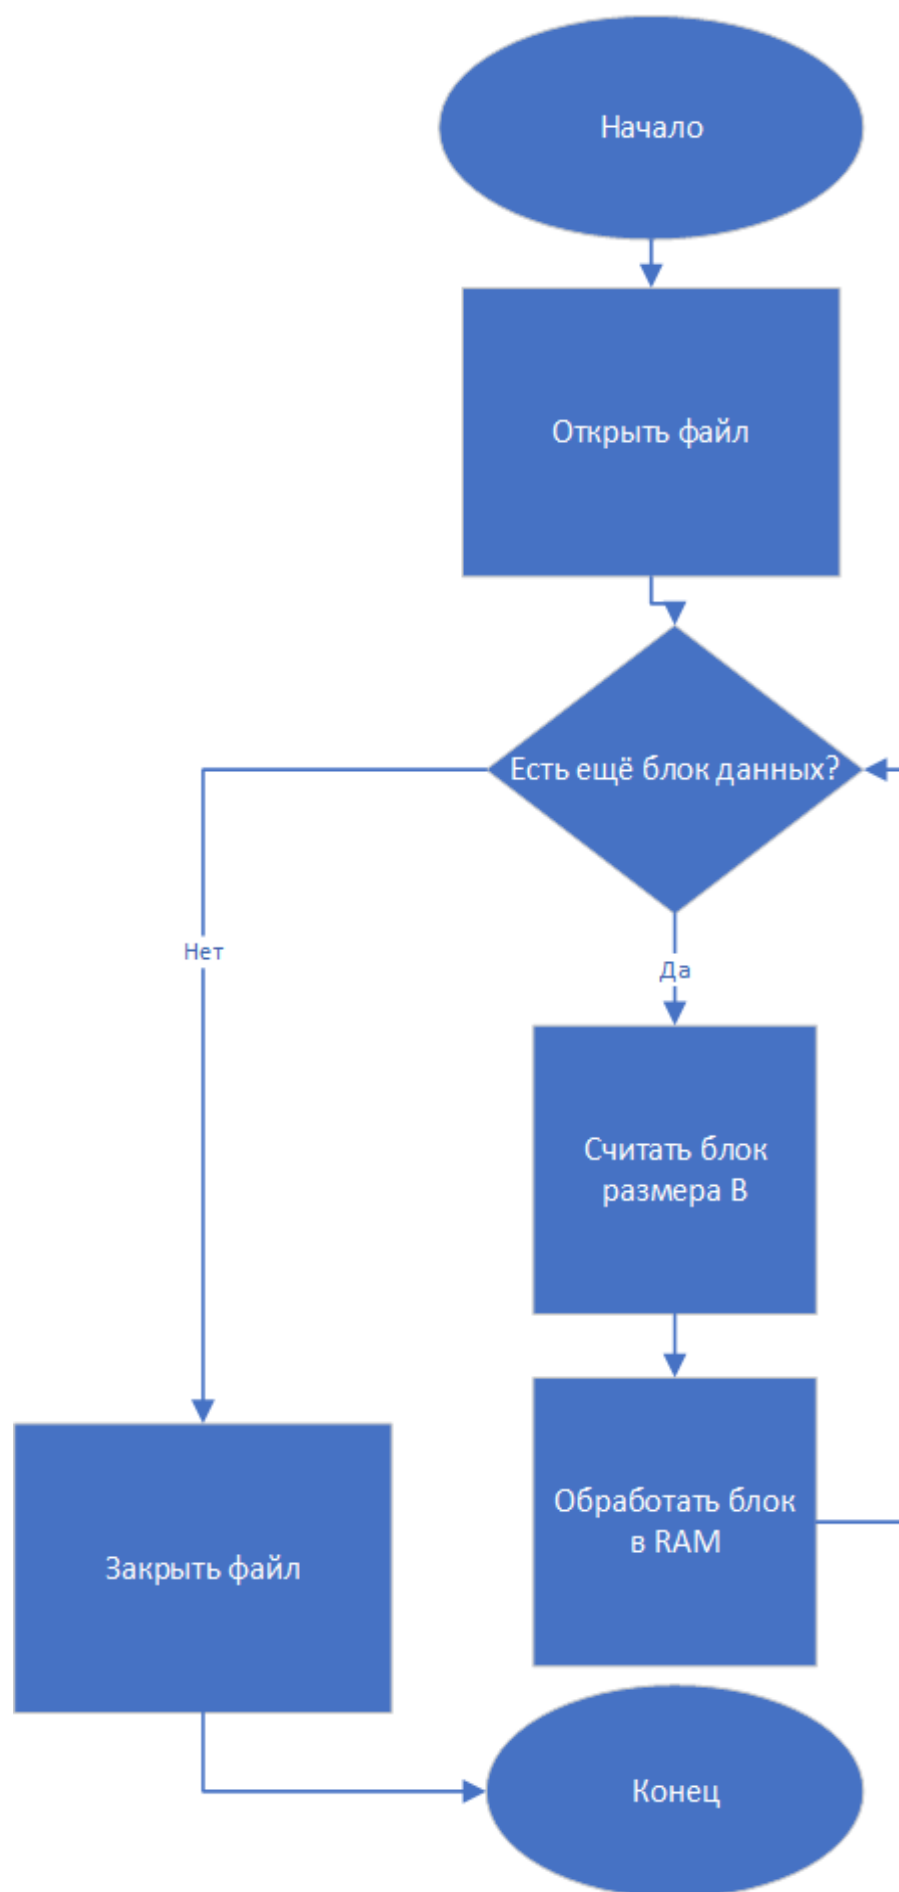 Начало
Открыть файл
Есть ещё блок данных?
Нет
Да
Считать блок
размера B
Обработать блок
в RAM
Закрыть файл
Конец